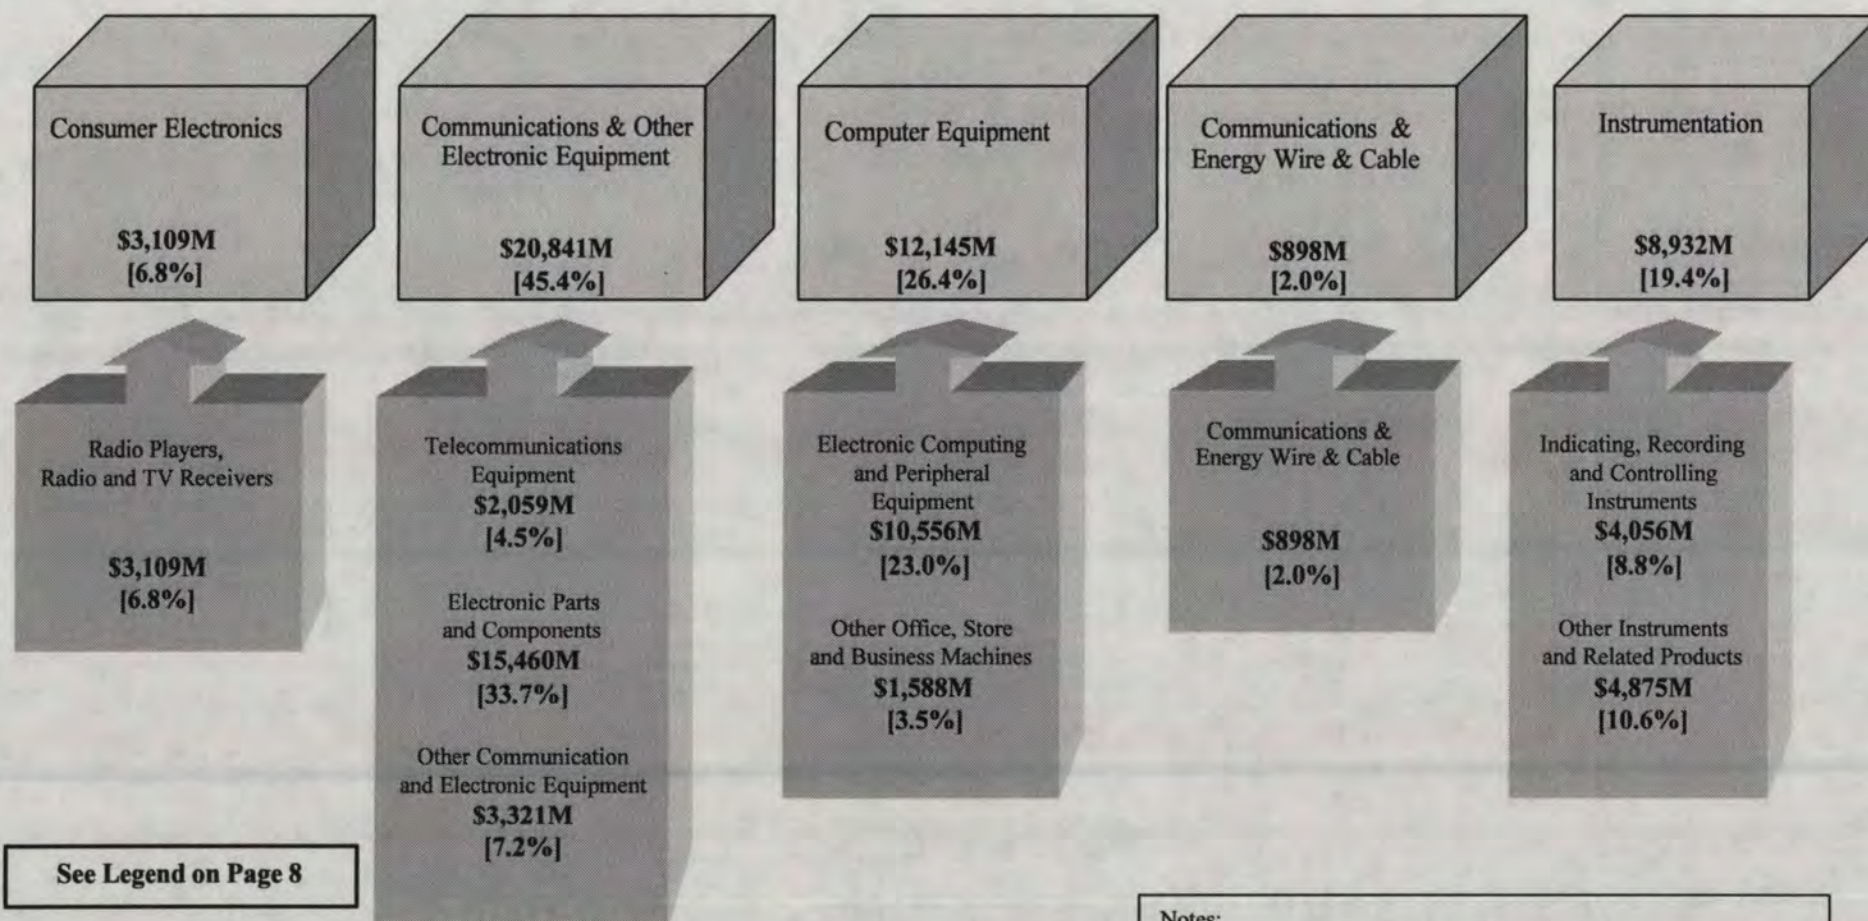 Consumer Electronics
$3,109M
[6.8%]
Communications & Other
Electronic Equipment
$20,841M
[45.4%]
Computer Equipment
$12,145M
[26.4%]
Communications &
Energy Wire & Cable
$898M
[2.0%]
Instrumentation
$8,932M
[19.4%]
Radio Players,
Radio and TV Receivers
$3,109M
[6.8%]
Telecommunications
Equipment
$2,059M
[4.5%]
Electronic Parts
and Components
$15,460M
[33.7%]
Other Communication
and Electronic Equipment
$3,321M
[7.2%]
Electronic Computing
and Peripheral
Equipment
$10,556M
[23.0%]
Other Office, Store
and Business Machines
$1,588M
[3.5%]
Communications &
Energy Wire & Cable
$898M
[2.0%]
Indicating, Recording
and Controlling
Instruments
$4,056M
[8.8%]
Other Instruments
and Related Products
$4,875M
[10.6%]
See Legend on Page 8
Notes: